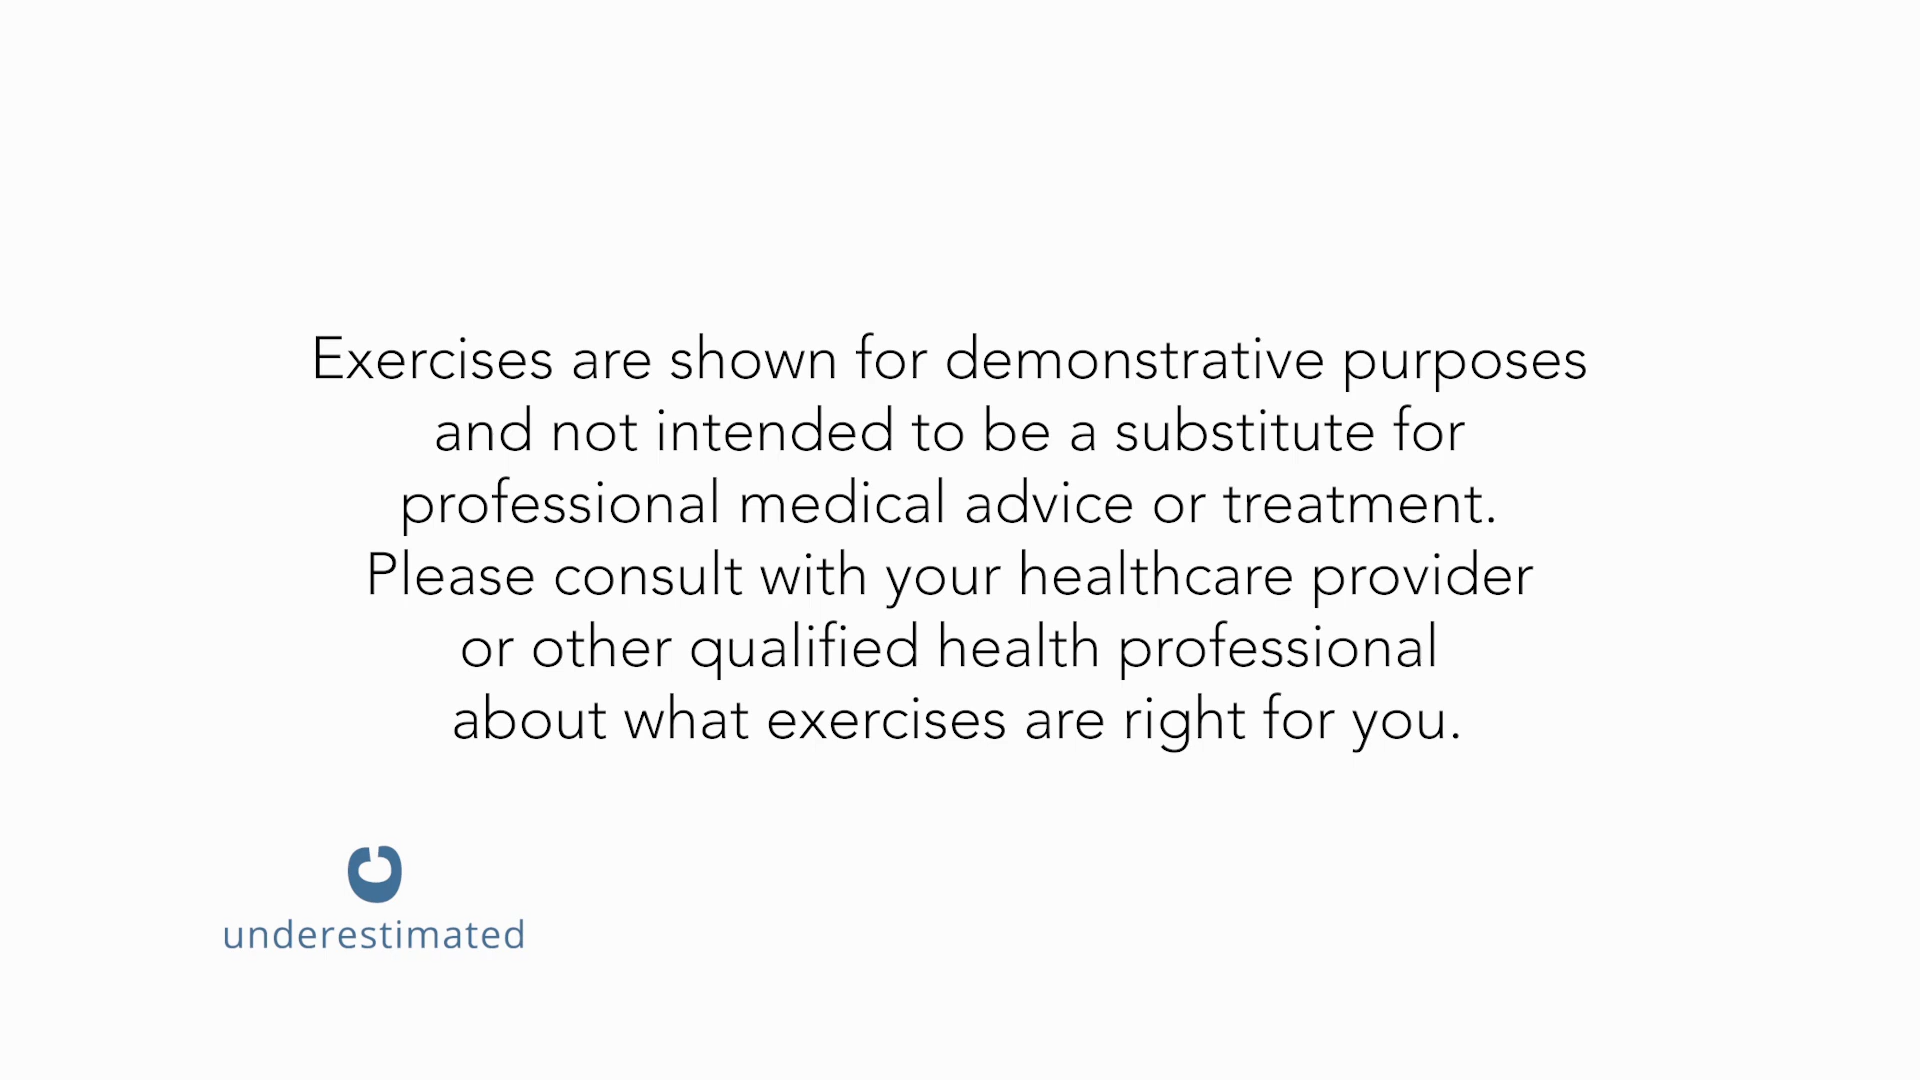 Exercises are shown for demonstrative purposes
and not intended to be a substitute for
professional medical advice or treatment.
Please consult with your healthcare provider
or other qualified health professional
about what exercises are right for you.
underestimated